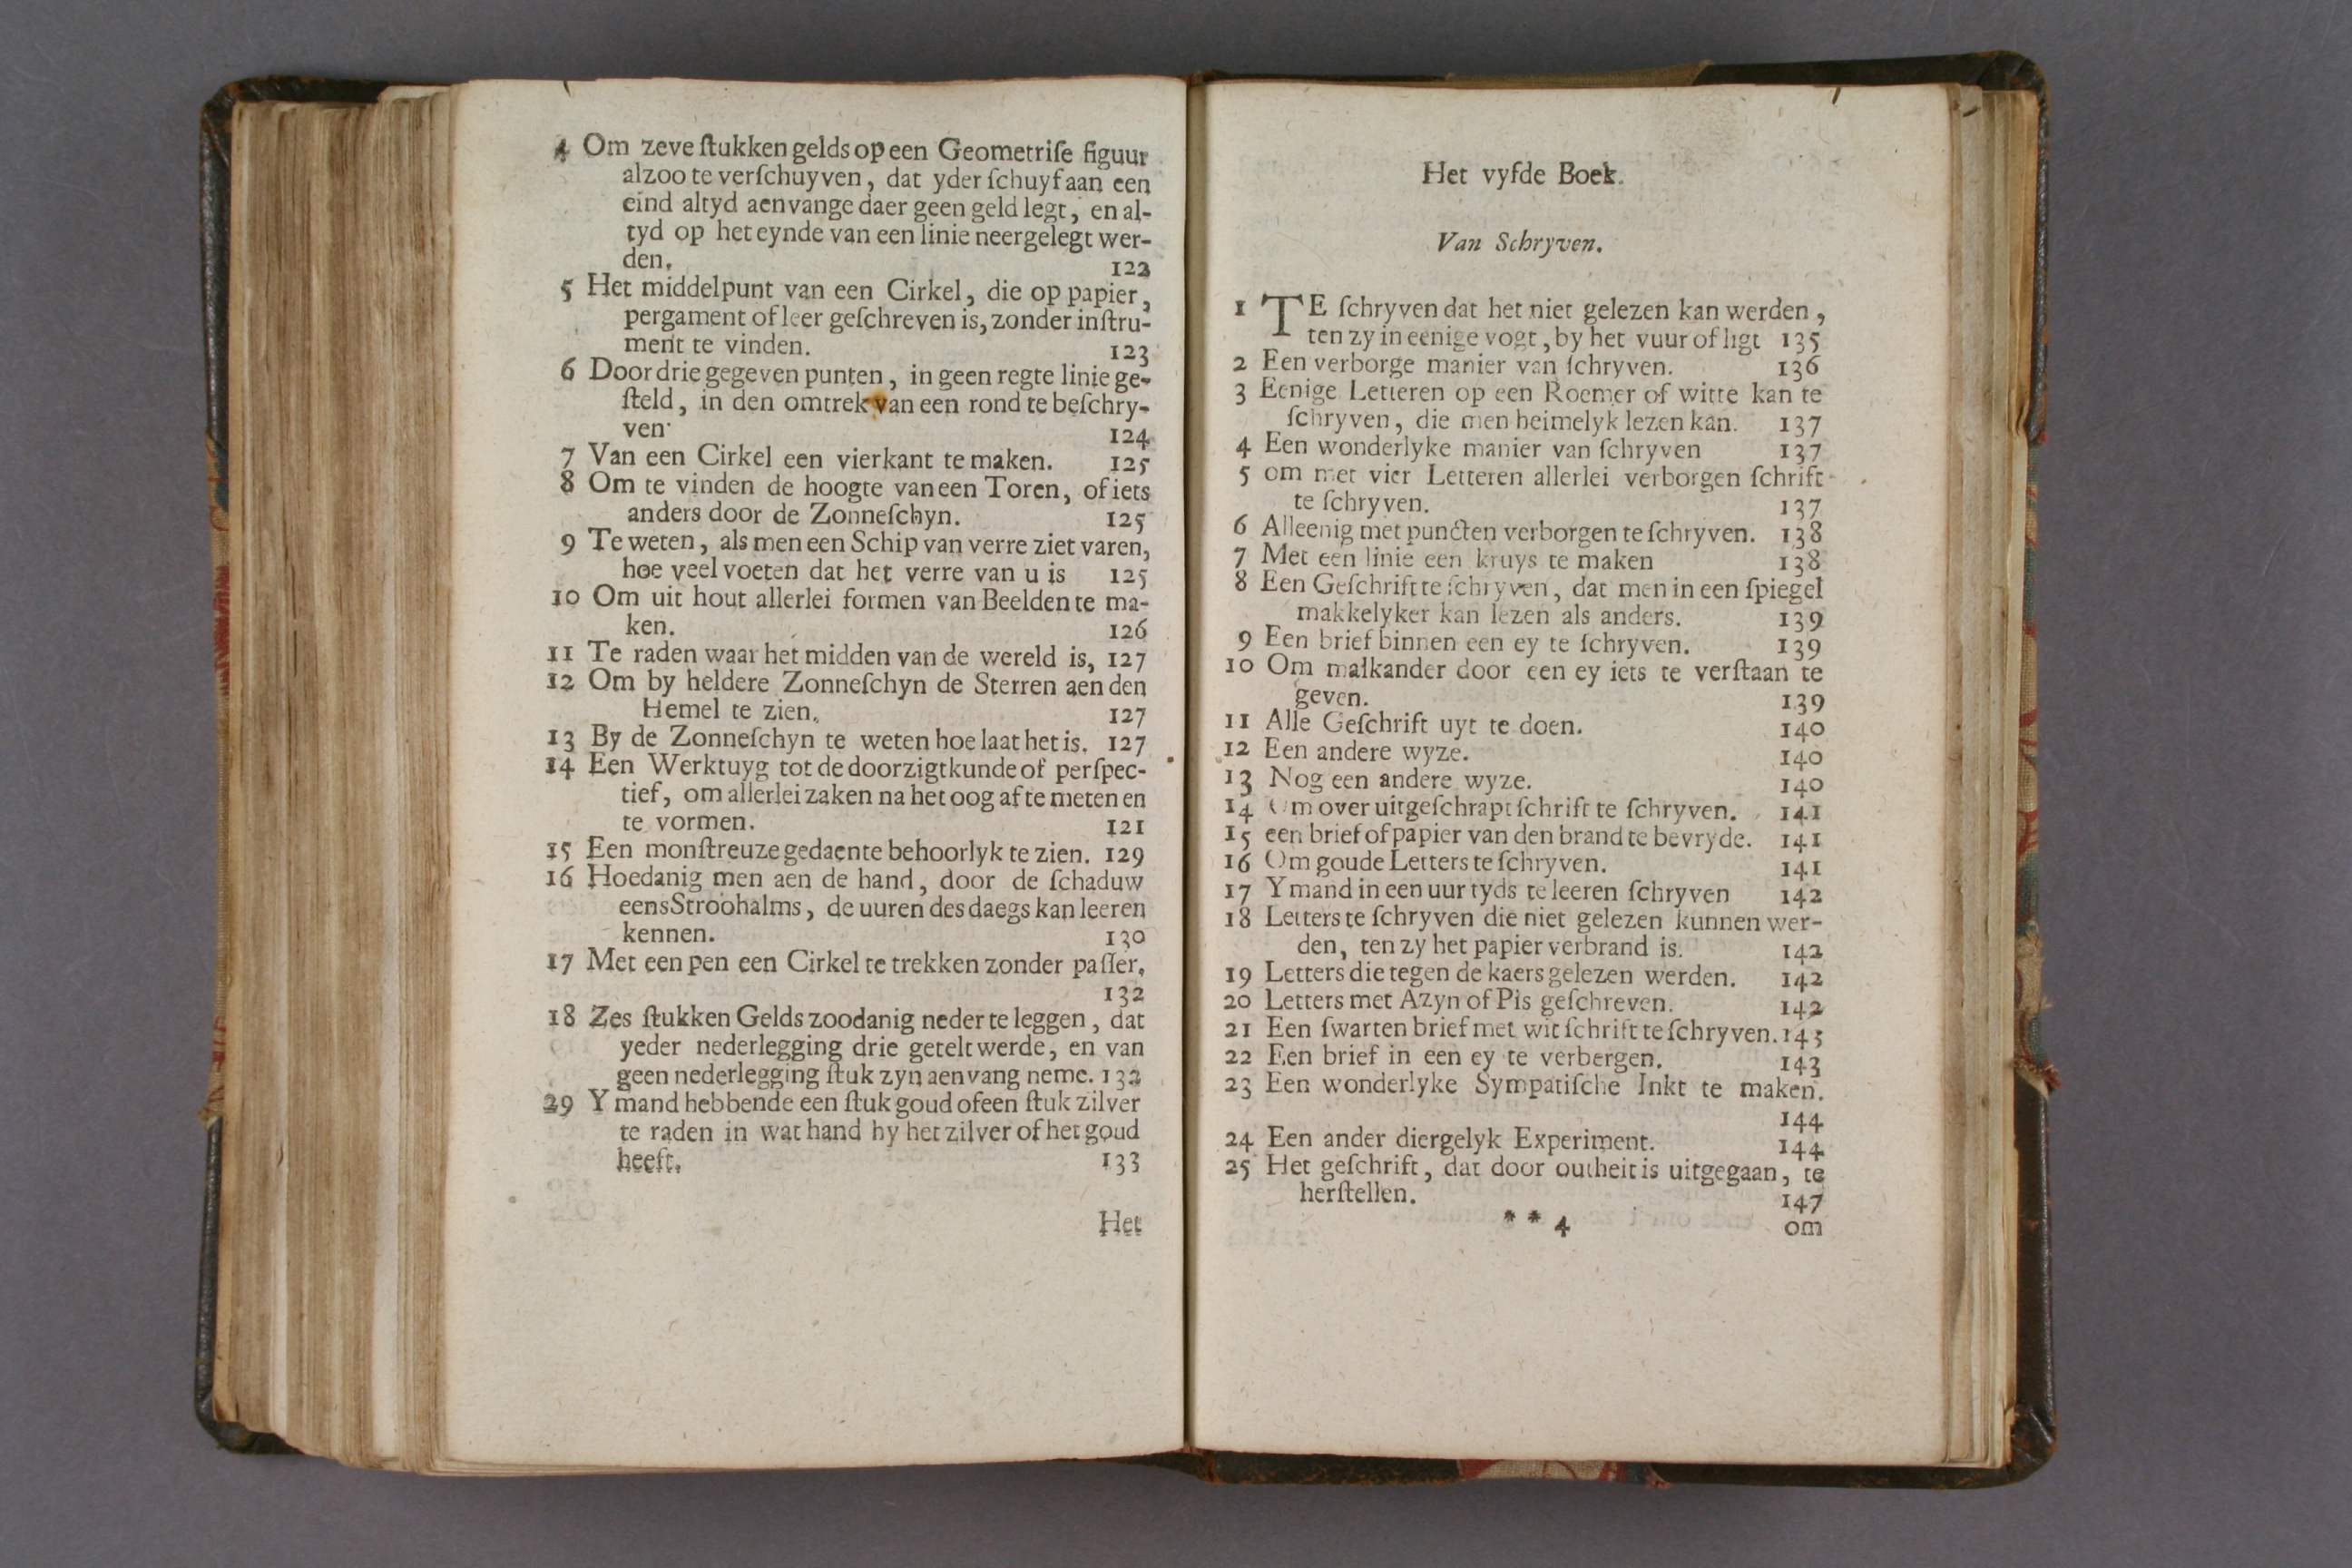 4 Om zeve ſtukken gelds op een Geometriſe figuur
alzoo te verſchuyven, dat yder ſchuyf aan een
eind altyd aenvange daer geen geld legt, en al-
tyd op het eynde van een linie neergelegt wer-
den, 122
5 Het middelpunt van een Cirkel, die op papier,
pergament of leer geſchreven is, zonder inſtru-
ment te vinden. 123
6 Door drie gegeven punten, in geen regte linie ge-
ſteld, in den omtrek van een rond te beſchry-
ven 124
7 Van een Cirkel een vierkant te maken. 125
8 Om te vinden de hoogte van een Toren, of iets
anders door de Zonneſchyn. 125
9 Te weten, als men een Schip van verre ziet varen,
hoe veel voeten dat het verre van u is 125
10 Om uit hout allerlei formen van Beelden te ma-
ken. 126
11 Te raden waar het midden van de wereld is, 127
12 Om by heldere Zonneſchyn de Sterren aen den
Hemel te zien. 127
13 By de Zonneſchyn te weten hoe laat het is. 127
14 Een Werktuyg tot de doorzigtkunde of perſpec-
tief, om allerlei zaken na het oog af te meten en
te vormen. 121
15 Een monſtreuze gedaente behoorlyk te zien. 129
16 Hoedanig men aen de hand, door de ſchaduw
eens Stroohalms, de uuren des daegs kan leeren
kennen. 130
17 Met een pen een Cirkel te trekken zonder paſſer,
132
18 Zes ſtukken Gelds zoodanig neder te leggen, dat
yeder nederlegging drie getelt werde, en van
geen nederlegging ſtuk zyn aenvang neme. 132
29 Ymand hebbende een ſtuk goud of een ſtuk zilver
te raden in wat hand hy het zilver of het goud
heeft. 133
Het
Het vyfde Boek.
Van Schryven.
1 TE ſchryven dat het niet gelezen kan werden,
ten zy in eenige vogt, by het vuur of ligt 135
2 Een verborge manier van ſchryven. 136
3 Eenige Letteren op een Roemer of witte kan te
ſchryven, die men heimelyk lezen kan. 137
4 Een wonderlyke manier van ſchryven 137
5 om met vier Letteren allerlei verborgen ſchrift
te ſchryven. 137
6 Alleenig met puncten verborgen te ſchryven. 138
7 Met een linie een kruys te maken 138
8 Een Geſchrift te ſchryven, dat men in een ſpiegel
makkelyker kan lezen als anders. 139
9 Een brief binnen een ey te ſchryven. 139
10 Om malkander door een ey iets te verſtaan te
geven. 139
11 Alle Geſchrift uyt te doen. 140
12 Een andere wyze. 140
13 Nog een andere wyze. 140
14 Om over uitgeſchrapt ſchrift te ſchryven. 141
15 een brief of papier van den brand te bevryde. 141
16 Om goude Letters te ſchryven. 141
17 Ymand in een uur tyds te leeren ſchryven 142
18 Letters te ſchryven die niet gelezen kunnen wer-
den, ten zy het papier verbrand is. 142
19 Letters die tegen de kaers gelezen werden. 142
20 Letters met Azyn of Pis geſchreven. 142
21 Een ſwarten brief met wit ſchrift te ſchryven. 143
22 Een brief in een ey te verbergen. 143
23 Een wonderlyke Sympatiſche Inkt te maken.
144
24 Een ander diergelyk Experiment. 144
25 Het geſchrift, dat door outheit is uitgegaan, te
herſtellen. 147
* * 4 om